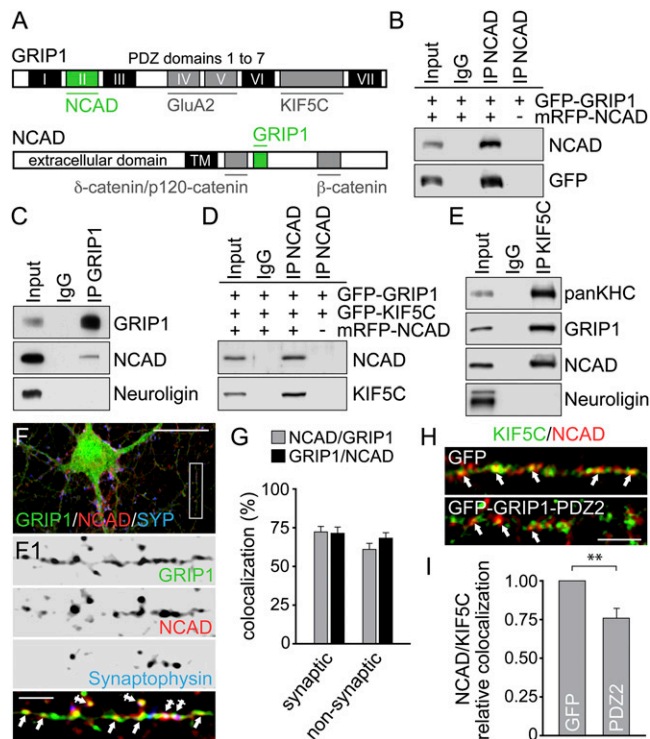 A
GRIP1
PDZ domains 1 to 7
I II III IV V VI VII
NCAD GluA2 KIF5C
NCAD
GRIP1
extracellular domain TM
δ-catenin/p120-catenin β-catenin
B
Input IgG IP NCAD IP NCAD
+ + + + GFP-GRIP1
+ + + - mRFP-NCAD
NCAD
GFP
C
Input IgG IP GRIP1
GRIP1
NCAD
Neuroligin
D
Input IgG IP NCAD IP NCAD
+ + + + GFP-GRIP1
+ + + + GFP-KIF5C
+ + + - mRFP-NCAD
NCAD
KIF5C
E
Input IgG IP KIF5C
panKHC
GRIP1
NCAD
Neuroligin
F
GRIP1/NCAD/SYP
F1
GRIP1
NCAD
Synaptophysin
G
NCAD/GRIP1
GRIP1/NCAD
colocalization (%)
100
75
50
25
0
synaptic
non-synaptic
H
KIF5C/NCAD
GFP
GFP-GRIP1-PDZ2
I
**
NCAD/KIF5C
relative colocalization
1.00
0.75
0.50
0.25
0
GFP
PDZ2